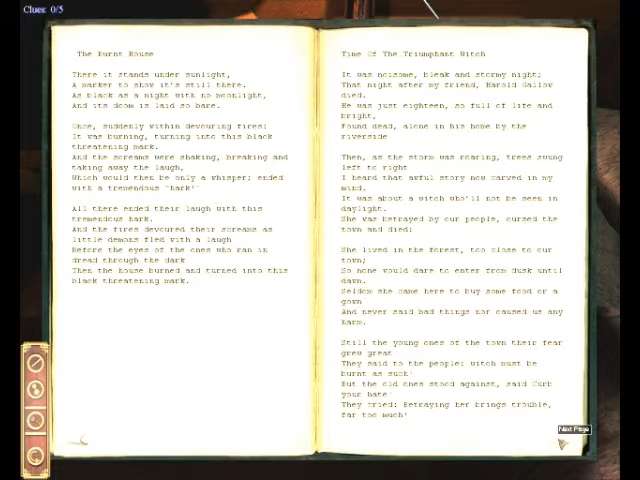 Clues: 0/5
The Burnt House
There it stands under sunlight,
A marker to show it's still there.
As black as a night with no moonlight,
And its doom is laid so bare.
Once, suddenly within devouring fires;
It was burning, turning into this black
threatening mark.
And the screams were shaking, breaking and
taking away the laugh,
Which would then be only a whisper; ended
with a tremendous "hark!"
All there ended their laugh with this
tremendous hark.
And the fires devoured their screams as
little demons fled with a laugh
Before the eyes of the ones who ran in
dread through the dark
Then the house burned and turned into this
black threatening mark.
Time Of The Triumphant Witch
It was noisome, bleak and stormy night;
That night after my friend, Harold Gallov
died.
He was just eighteen, so full of life and
bright,
Found dead, alone in his home by the
riverside
Then, as the storm was roaring, trees swung
left to right
I heard that awful story now carved in my
mind.
It was about a witch who'll not be seen in
daylight.
She was betrayed by our people, cursed the
town and died;
She lived in the forest, too close to our
town;
So none would dare to enter from dusk until
dawn.
Seldom she came here to buy some food or a
gown
And never said bad things nor caused us any
harm.
Still the young ones of the town their fear
grew great
They said to the people: witch must be
burnt as such!
But the old ones stood against, said Curb
your hate!
They cried: Betraying her brings trouble,
far too much!
Next Page